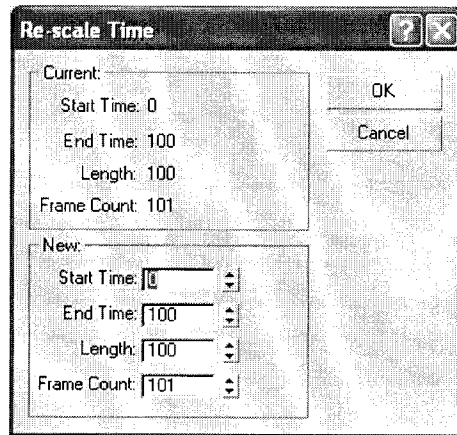 Re-scale Time
Current:
Start Time: 0
End Time: 100
Length: 100
Frame Count: 101
OK
Cancel
New:
Start Time: 0
End Time: 100
Length: 100
Frame Count: 101